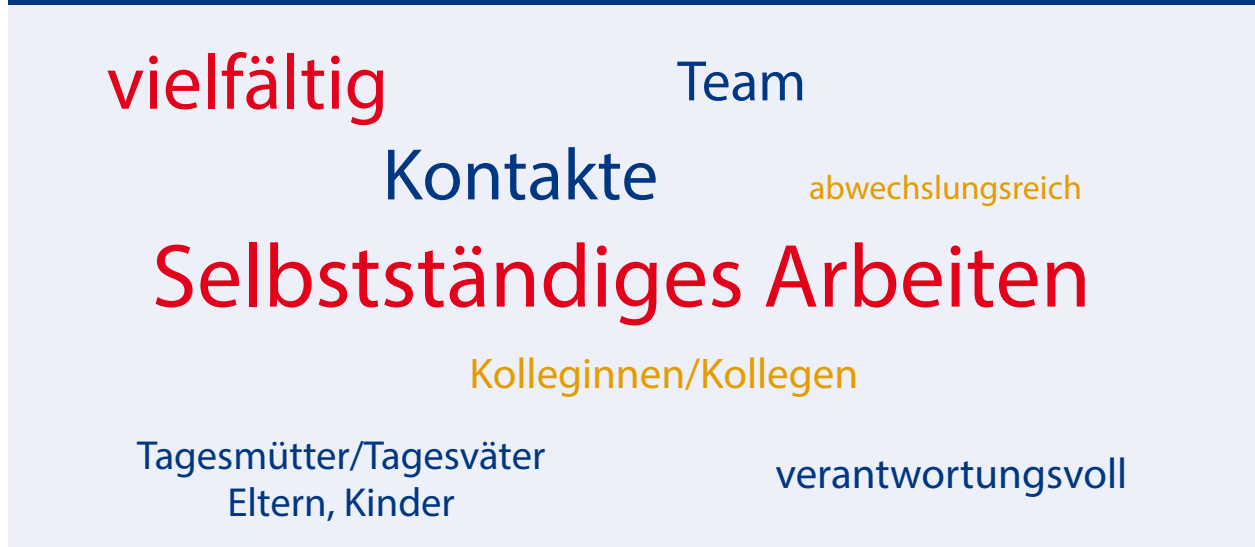 vielfältig
Team
Kontakte
abwechslungsreich
Selbstständiges Arbeiten
Kolleginnen/Kollegen
Tagesmütter/Tagesväter
Eltern, Kinder
verantwortungsvoll